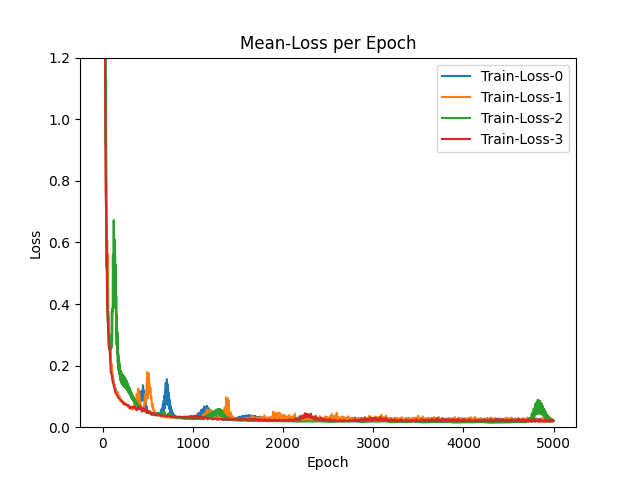 Mean-Loss per Epoch
Train-Loss-0
Train-Loss-1
Train-Loss-2
Train-Loss-3
Loss
1.2
1.0
0.8
0.6
0.4
0.2
0.0
0 1000 2000 3000 4000 5000
Epoch